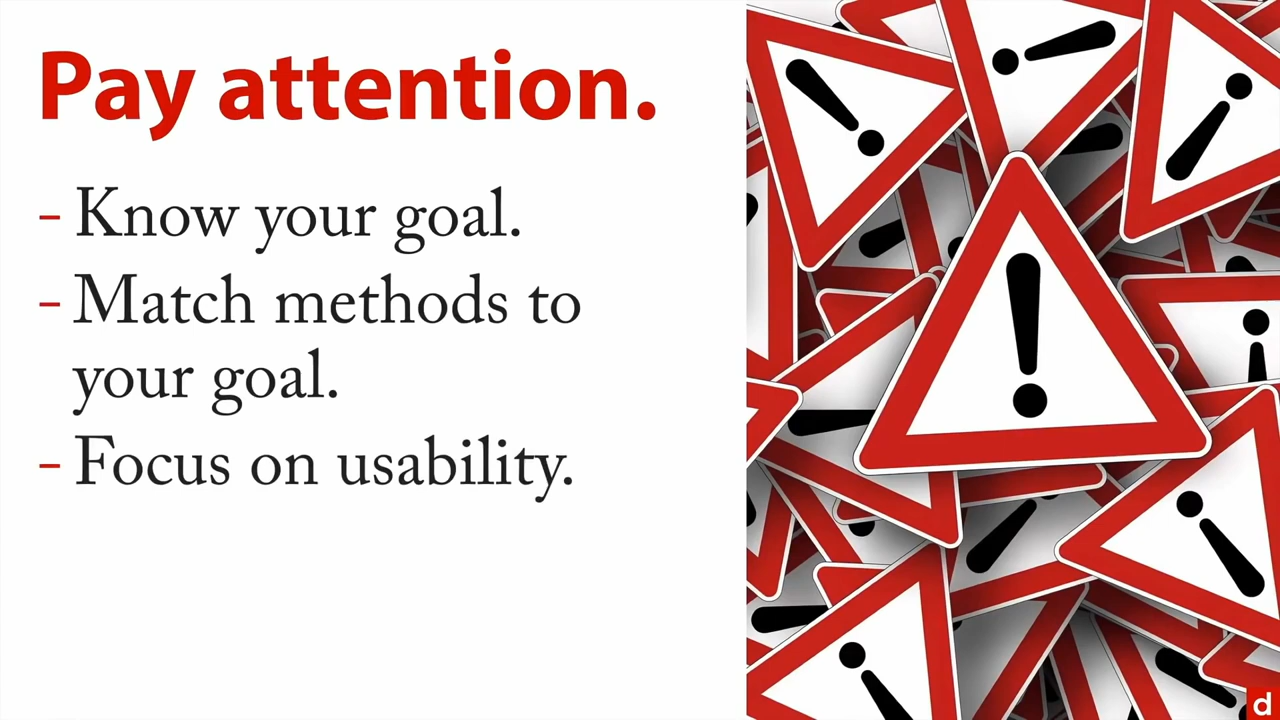 Pay attention.
- Know your goal.
- Match methods to
your goal.
- Focus on usability.
d